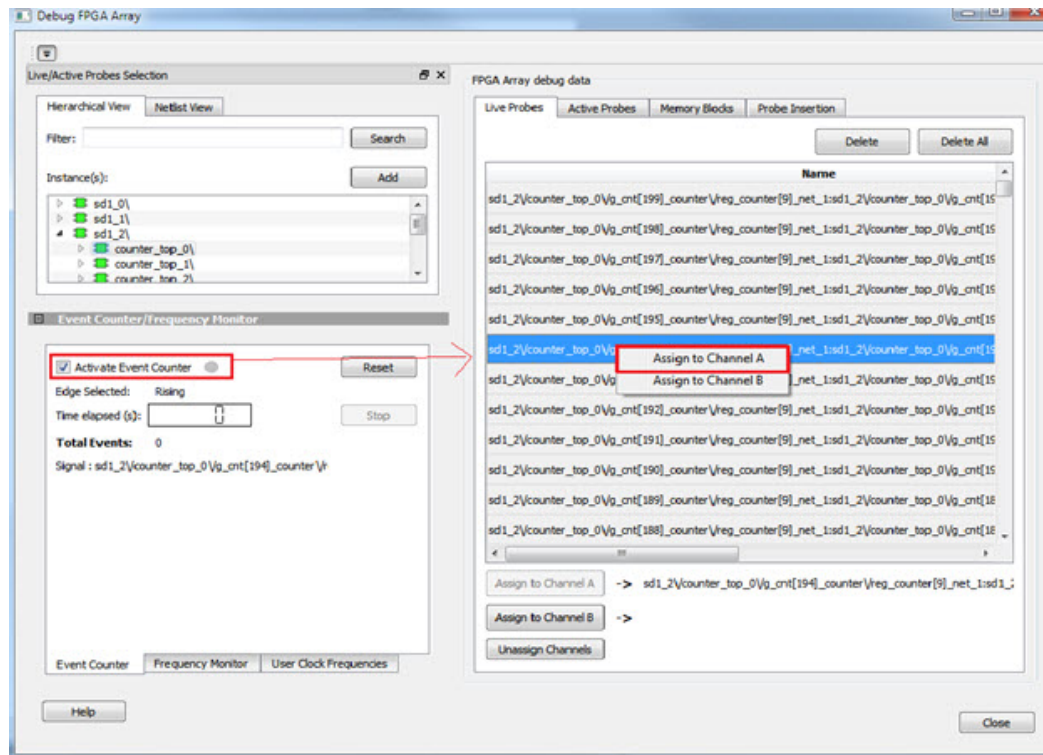 Debug FPGA Array
Live/Active Probes Selection
Hierarchical View Netlist View
Filter: Search
Instance(s): Add
sd1_0\
sd1_1\
sd1_2\
counter_top_0\
counter_top_1\
counter_top_2\
Event Counter/Frequency Monitor
Activate Event Counter Reset
Edge Selected: Rising
Time elapsed (s): 0 Stop
Total Events: 0
Signal : sd1_2\/counter_top_0\/g_cnt[194]_counter\/r
Event Counter Frequency Monitor User Clock Frequencies
Help
FPGA Array debug data
Live Probes Active Probes Memory Blocks Probe Insertion
Delete Delete All
Name
sd1_2\/counter_top_0\/g_cnt[199]_counter\/reg_counter[9]_net_1:sd1_2\/counter_top_0\/g_cnt[19
sd1_2\/counter_top_0\/g_cnt[198]_counter\/reg_counter[9]_net_1:sd1_2\/counter_top_0\/g_cnt[19
sd1_2\/counter_top_0\/g_cnt[197]_counter\/reg_counter[9]_net_1:sd1_2\/counter_top_0\/g_cnt[19
sd1_2\/counter_top_0\/g_cnt[196]_counter\/reg_counter[9]_net_1:sd1_2\/counter_top_0\/g_cnt[19
sd1_2\/counter_top_0\/g_cnt[195]_counter\/reg_counter[9]_net_1:sd1_2\/counter_top_0\/g_cnt[19
sd1_2\/counter_top_0\/g Assign to Channel A ]_net_1:sd1_2\/counter_top_0\/g_cnt[19
sd1_2\/counter_top_0\/g Assign to Channel B ]_net_1:sd1_2\/counter_top_0\/g_cnt[19
sd1_2\/counter_top_0\/g_cnt[192]_counter\/reg_counter[9]_net_1:sd1_2\/counter_top_0\/g_cnt[19
sd1_2\/counter_top_0\/g_cnt[191]_counter\/reg_counter[9]_net_1:sd1_2\/counter_top_0\/g_cnt[19
sd1_2\/counter_top_0\/g_cnt[190]_counter\/reg_counter[9]_net_1:sd1_2\/counter_top_0\/g_cnt[19
sd1_2\/counter_top_0\/g_cnt[189]_counter\/reg_counter[9]_net_1:sd1_2\/counter_top_0\/g_cnt[18
sd1_2\/counter_top_0\/g_cnt[188]_counter\/reg_counter[9]_net_1:sd1_2\/counter_top_0\/g_cnt[18
Assign to Channel A -> sd1_2\/counter_top_0\/g_cnt[194]_counter\/reg_counter[9]_net_1:sd1_2
Assign to Channel B ->
Unassign Channels
Close